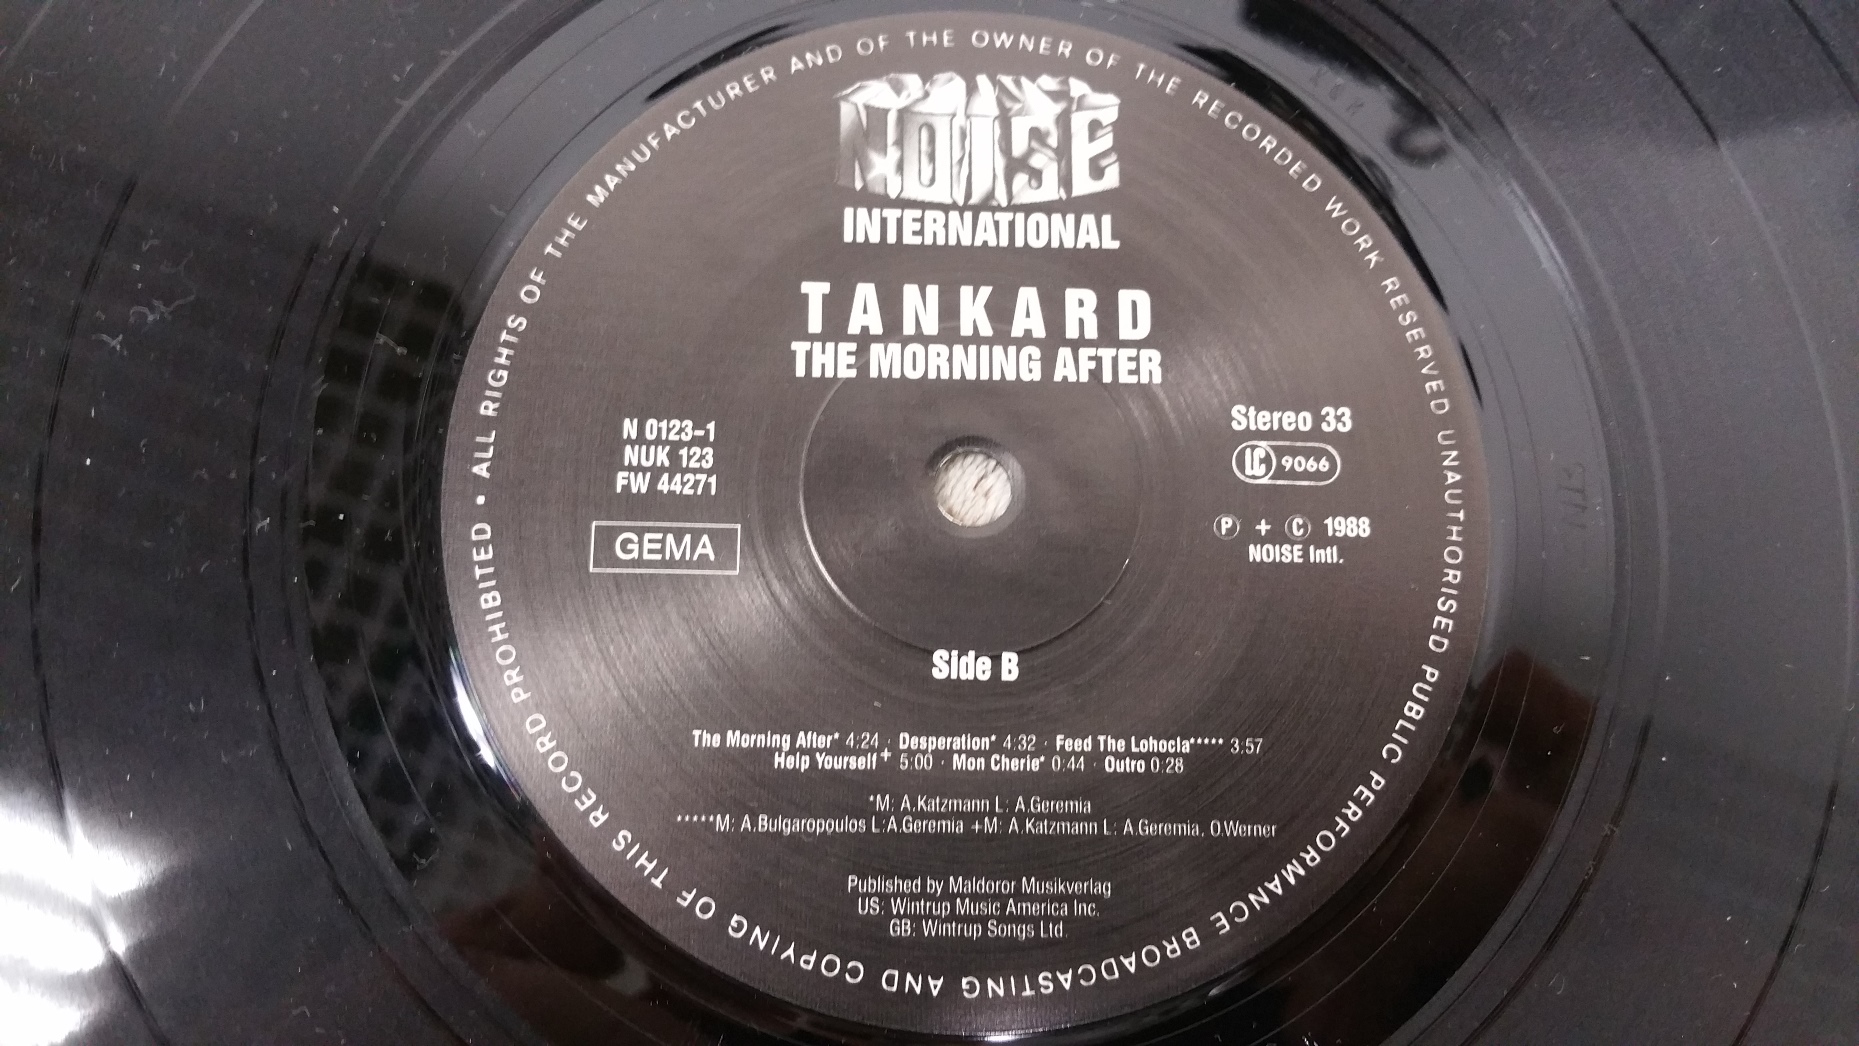 • ALL RIGHTS OF THE MANUFACTURER AND OF THE OWNER OF THE RECORDED WORK RESERVED UNAUTHORISED PUBLIC PERFORMANCE BROADCASTING AND COPYING OF THIS RECORD PROHIBITED
NOISE
INTERNATIONAL
TANKARD
THE MORNING AFTER
N 0123-1
NUK 123
FW 44271
GEMA
Stereo 33
LC 9066
Ⓟ + Ⓒ 1988
NOISE Intl.
Side B
The Morning After* 4:24 · Desperation* 4:32 · Feed The Lohocla***** 3:57
Help Yourself+ 5:00 · Mon Cherie* 0:44 · Outro 0:28
*M: A.Katzmann L: A.Geremia
*****M: A.Bulgaropoulos L:A.Geremia +M: A.Katzmann L: A.Geremia, O.Werner
Published by Maldoror Musikverlag
US: Wintrup Music America Inc.
GB: Wintrup Songs Ltd.